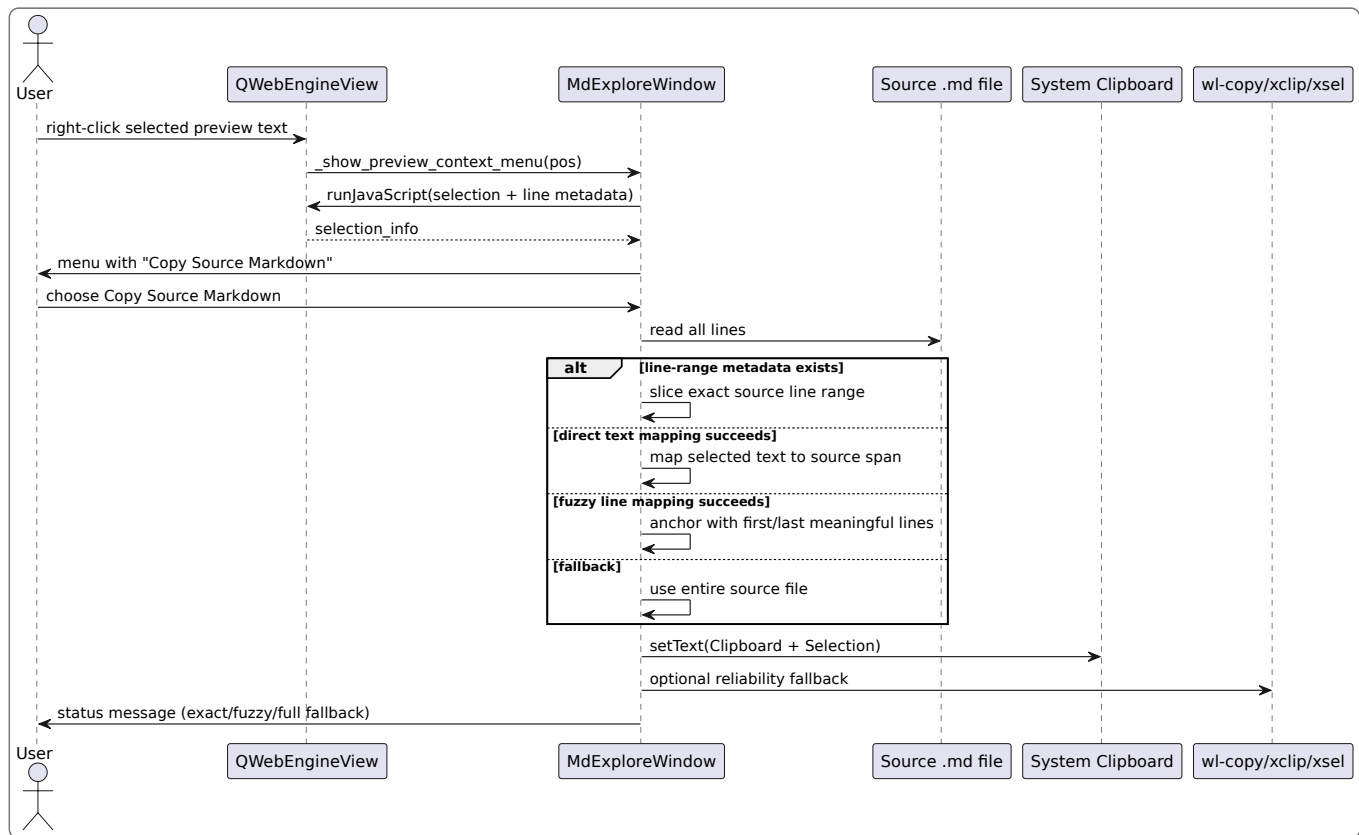 User
QWebEngineView
MdExploreWindow
Source .md file
System Clipboard
wl-copy/xclip/xsel
right-click selected preview text
_show_preview_context_menu(pos)
runJavaScript(selection + line metadata)
selection_info
menu with "Copy Source Markdown"
choose Copy Source Markdown
read all lines
alt
[line-range metadata exists]
slice exact source line range
[direct text mapping succeeds]
map selected text to source span
[fuzzy line mapping succeeds]
anchor with first/last meaningful lines
[fallback]
use entire source file
setText(Clipboard + Selection)
optional reliability fallback
status message (exact/fuzzy/full fallback)
User
QWebEngineView
MdExploreWindow
Source .md file
System Clipboard
wl-copy/xclip/xsel